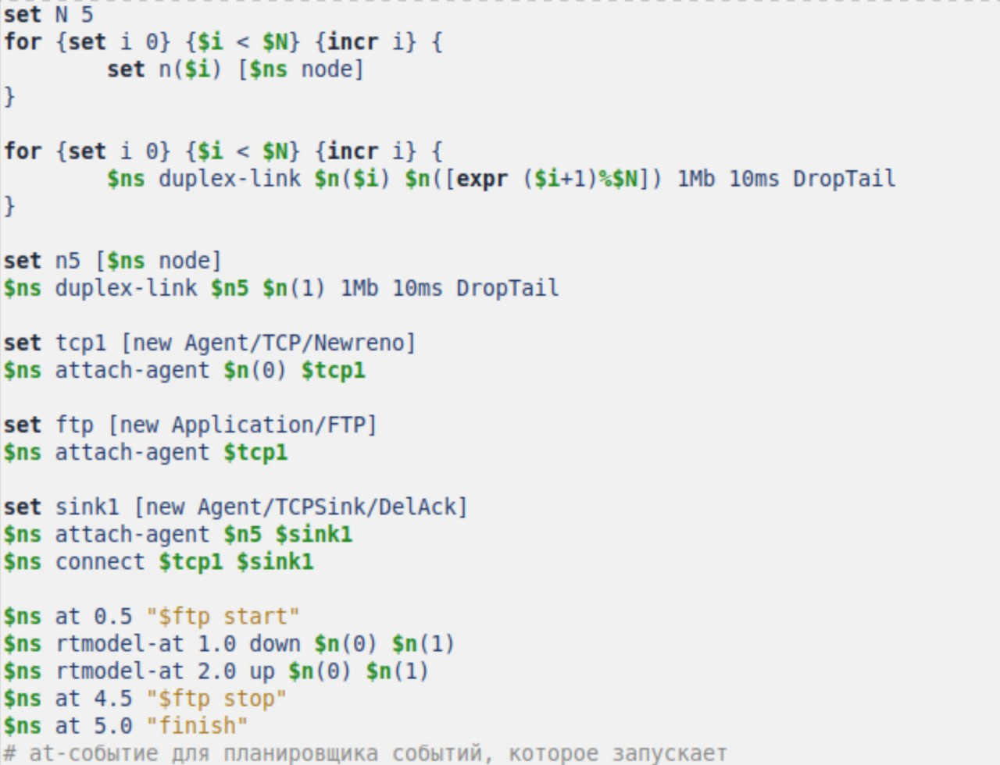 set N 5
for {set i 0} {$i < $N} {incr i} {
        set n($i) [$ns node]
}

for {set i 0} {$i < $N} {incr i} {
        $ns duplex-link $n($i) $n([expr ($i+1)%$N]) 1Mb 10ms DropTail
}

set n5 [$ns node]
$ns duplex-link $n5 $n(1) 1Mb 10ms DropTail

set tcp1 [new Agent/TCP/Newreno]
$ns attach-agent $n(0) $tcp1

set ftp [new Application/FTP]
$ns attach-agent $tcp1

set sink1 [new Agent/TCPSink/DelAck]
$ns attach-agent $n5 $sink1
$ns connect $tcp1 $sink1

$ns at 0.5 "$ftp start"
$ns rtmodel-at 1.0 down $n(0) $n(1)
$ns rtmodel-at 2.0 up $n(0) $n(1)
$ns at 4.5 "$ftp stop"
$ns at 5.0 "finish"
# at-событие для планировщика событий, которое запускает